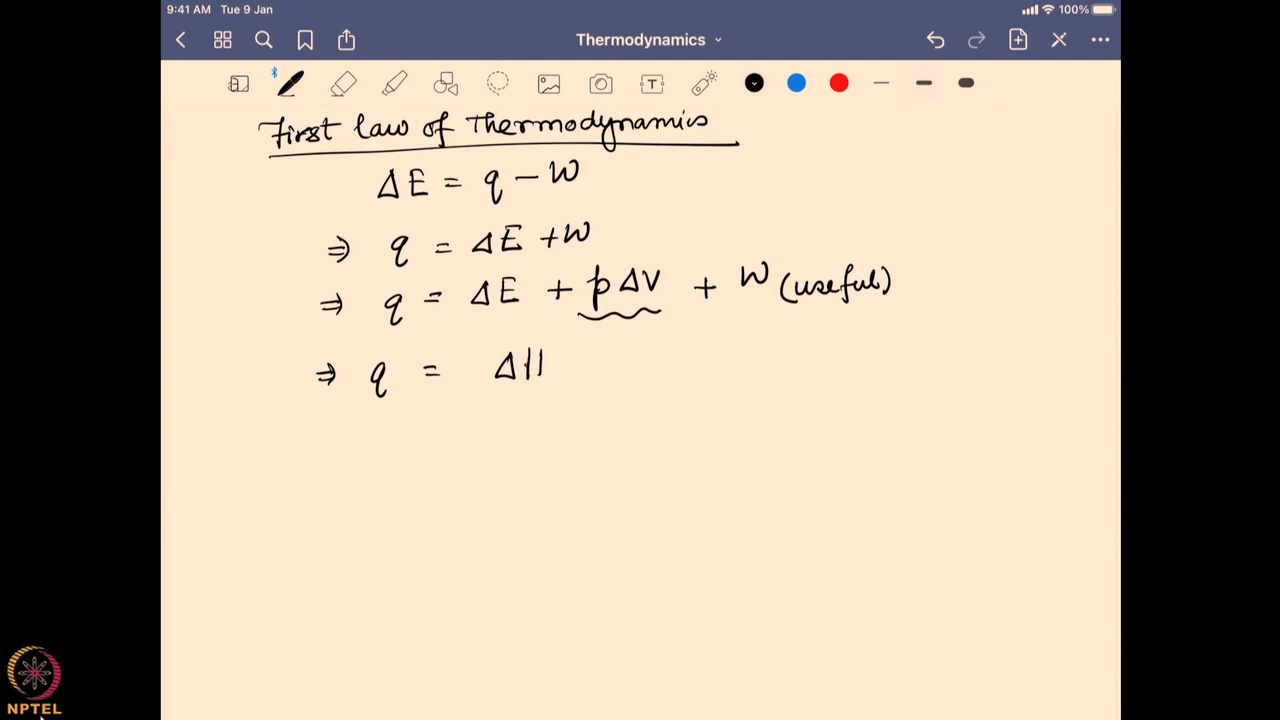 9:41 AM Tue 9 Jan 100%
Thermodynamics
T
First law of Thermodynamics
ΔE = q - W
⇒ q = ΔE + W
⇒ q = ΔE + pΔV + W (useful)
⇒ q = ΔH
NPTEL